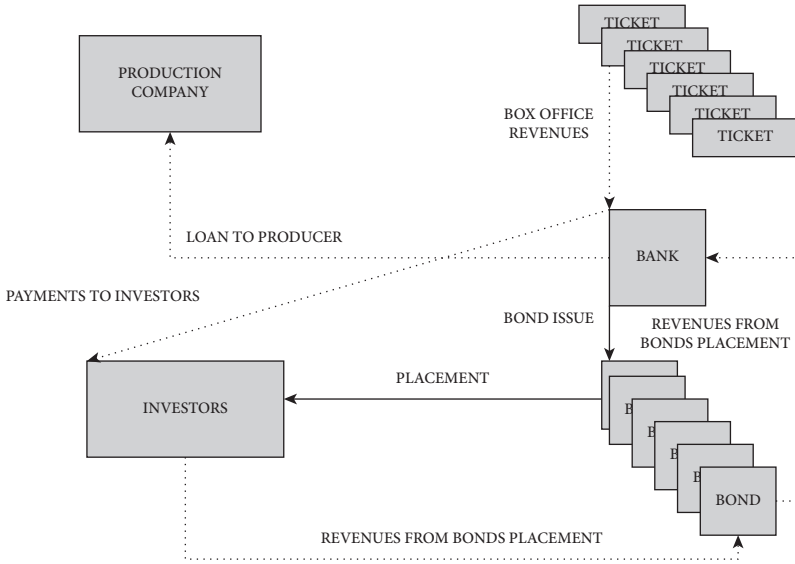 TICKET
TICKET
TICKET
TICKET
TICKET
TICKET
PRODUCTION
COMPANY
BOX OFFICE
REVENUES
LOAN TO PRODUCER
BANK
PAYMENTS TO INVESTORS
BOND ISSUE
REVENUES FROM
BONDS PLACEMENT
PLACEMENT
INVESTORS
B
B
B
B
BOND
REVENUES FROM BONDS PLACEMENT